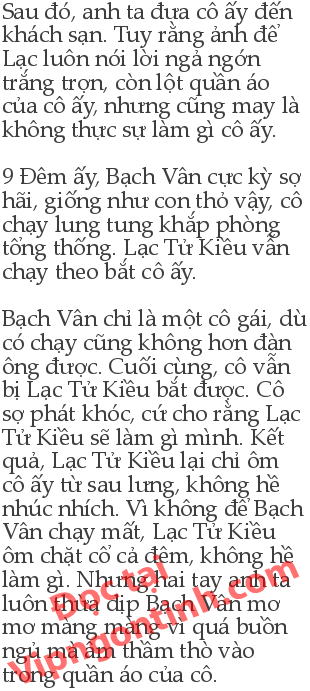 Sau đó, anh ta đưa cô ấy đến
khách sạn. Tuy rằng ảnh để
Lạc luôn nói lời ngả ngớn
trắng trợn, còn lột quần áo
của cô ấy, nhưng cũng may là
không thực sự làm gì cô ấy.
9 Đêm ấy, Bạch Vân cực kỳ sợ
hãi, giống như con thỏ vậy, cô
chạy lung tung khắp phòng
tổng thống. Lạc Tử Kiều vẫn
chạy theo bắt cô ấy.
Bạch Vân chỉ là một cô gái, dù
có chạy cũng không hơn đàn
ông được. Cuối cùng, cô vẫn
bị Lạc Tử Kiều bắt được. Cô
sợ phát khóc, cứ cho rằng Lạc
Tử Kiều sẽ làm gì mình. Kết
quả, Lạc Tử Kiều lại chỉ ôm
cô ấy từ sau lưng, không hề
nhúc nhích. Vì không để Bạch
Vân chạy mất, Lạc Tử Kiều
ôm chặt cổ cả đêm, không hề
làm gì. Nhưng hai tay anh ta
luôn thừa dịp Bạch Vân mơ
mơ màng màng vì quá buồn
ngủ mà âm thầm thò vào
trong quần áo của cô.
Đọc tại
Vipngontinh.com